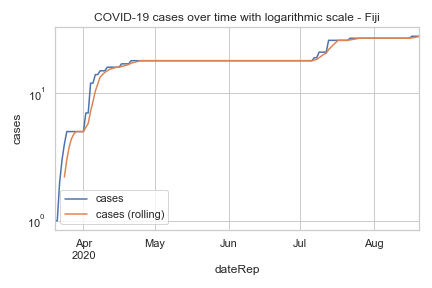 COVID-19 cases over time with logarithmic scale - Fiji
cases
10¹
10⁰
cases
cases (rolling)
Apr
2020
May
Jun
Jul
Aug
dateRep